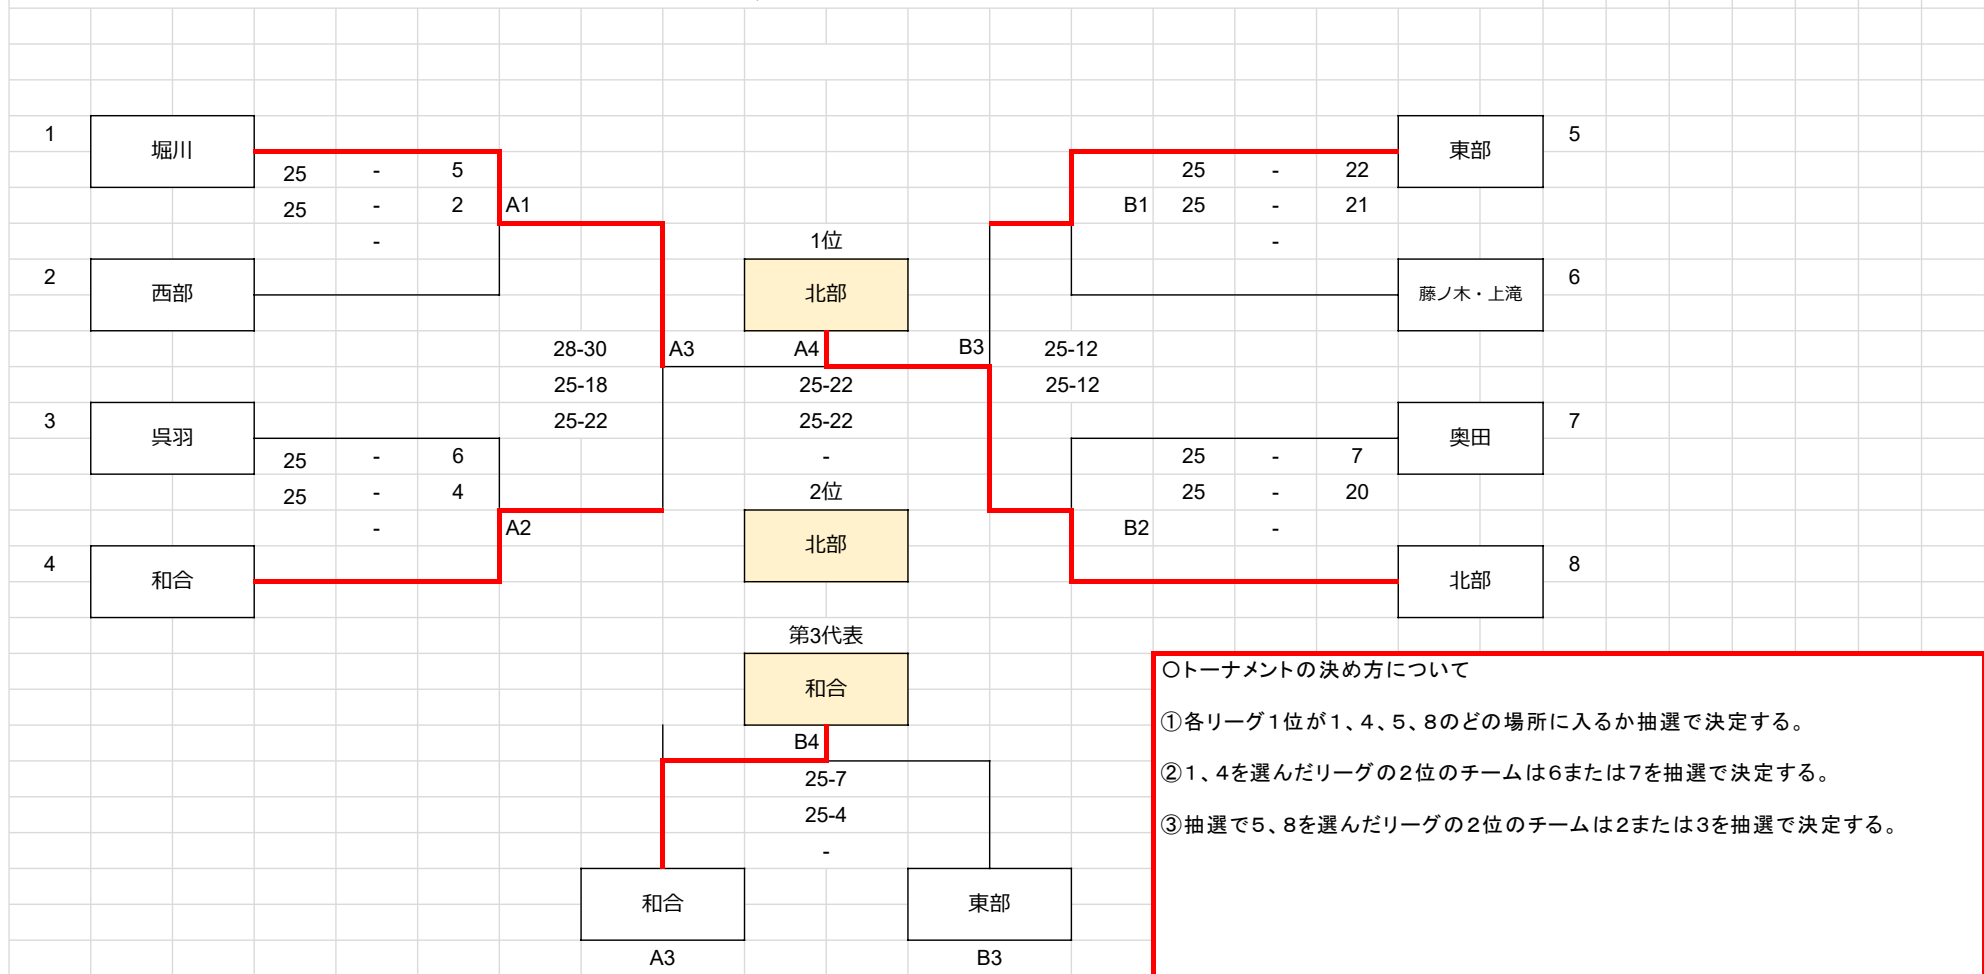 1 堀川 東部 5
25 - 5 25 - 22
25 - 2 A1 B1 25 - 21
- 1位 -
2 西部 北部 藤ノ木・上滝 6
28-30 A3 A4 B3 25-12
25-18 25-22 25-12
3 呉羽 25-22 25-22 奥田 7
25 - 6 - 25 - 7
25 - 4 2位 25 - 20
- A2 B2 -
4 和合 北部 北部 8
第3代表
和合
B4
25-7
25-4
-
和合 東部
A3 B3
〇トーナメントの決め方について
①各リーグ1位が1、4、5、8のどの場所に入るか抽選で決定する。
②1、4を選んだリーグの2位のチームは6または7を抽選で決定する。
③抽選で5、8を選んだリーグの2位のチームは2または3を抽選で決定する。